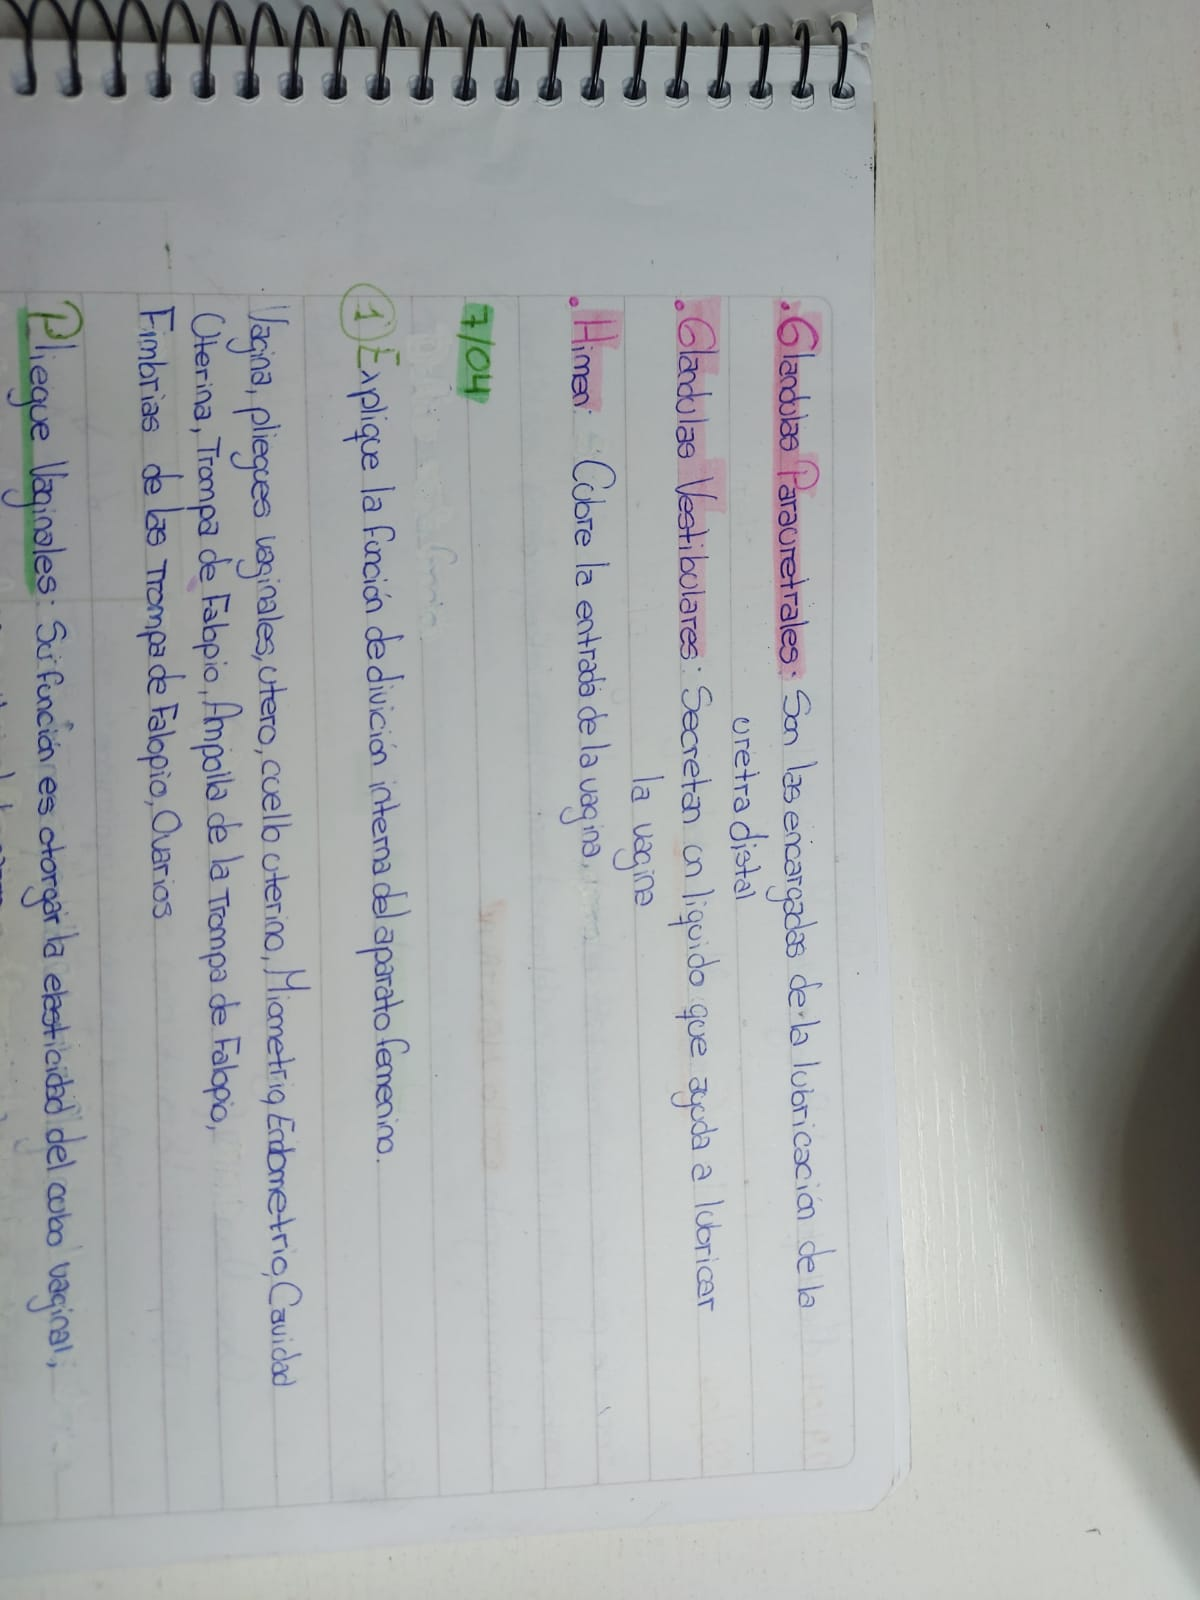 • Glandulas Parauretrales: Son las encargadas de la lubricación de la
uretra distal
• Glandulas Vestibulares: Secretan un liquido que ayuda a lubricar
la vagina
• Himen: Cubre la entrada de la vagina.
7/04
① Explique la función de divición interna del aparato femenino.
Vagina, pliegues vaginales, utero, cuello uterino, Miometrio, Endometrio, Cavidad
Uterina, Trompa de Falopio, Ampolla de la Trompa de Falopio,
Fimbrias de las Trompa de Falopio, Ovarios
Pliegue Vaginales: Su función es otorgar la elasticidad del cubo vaginal;